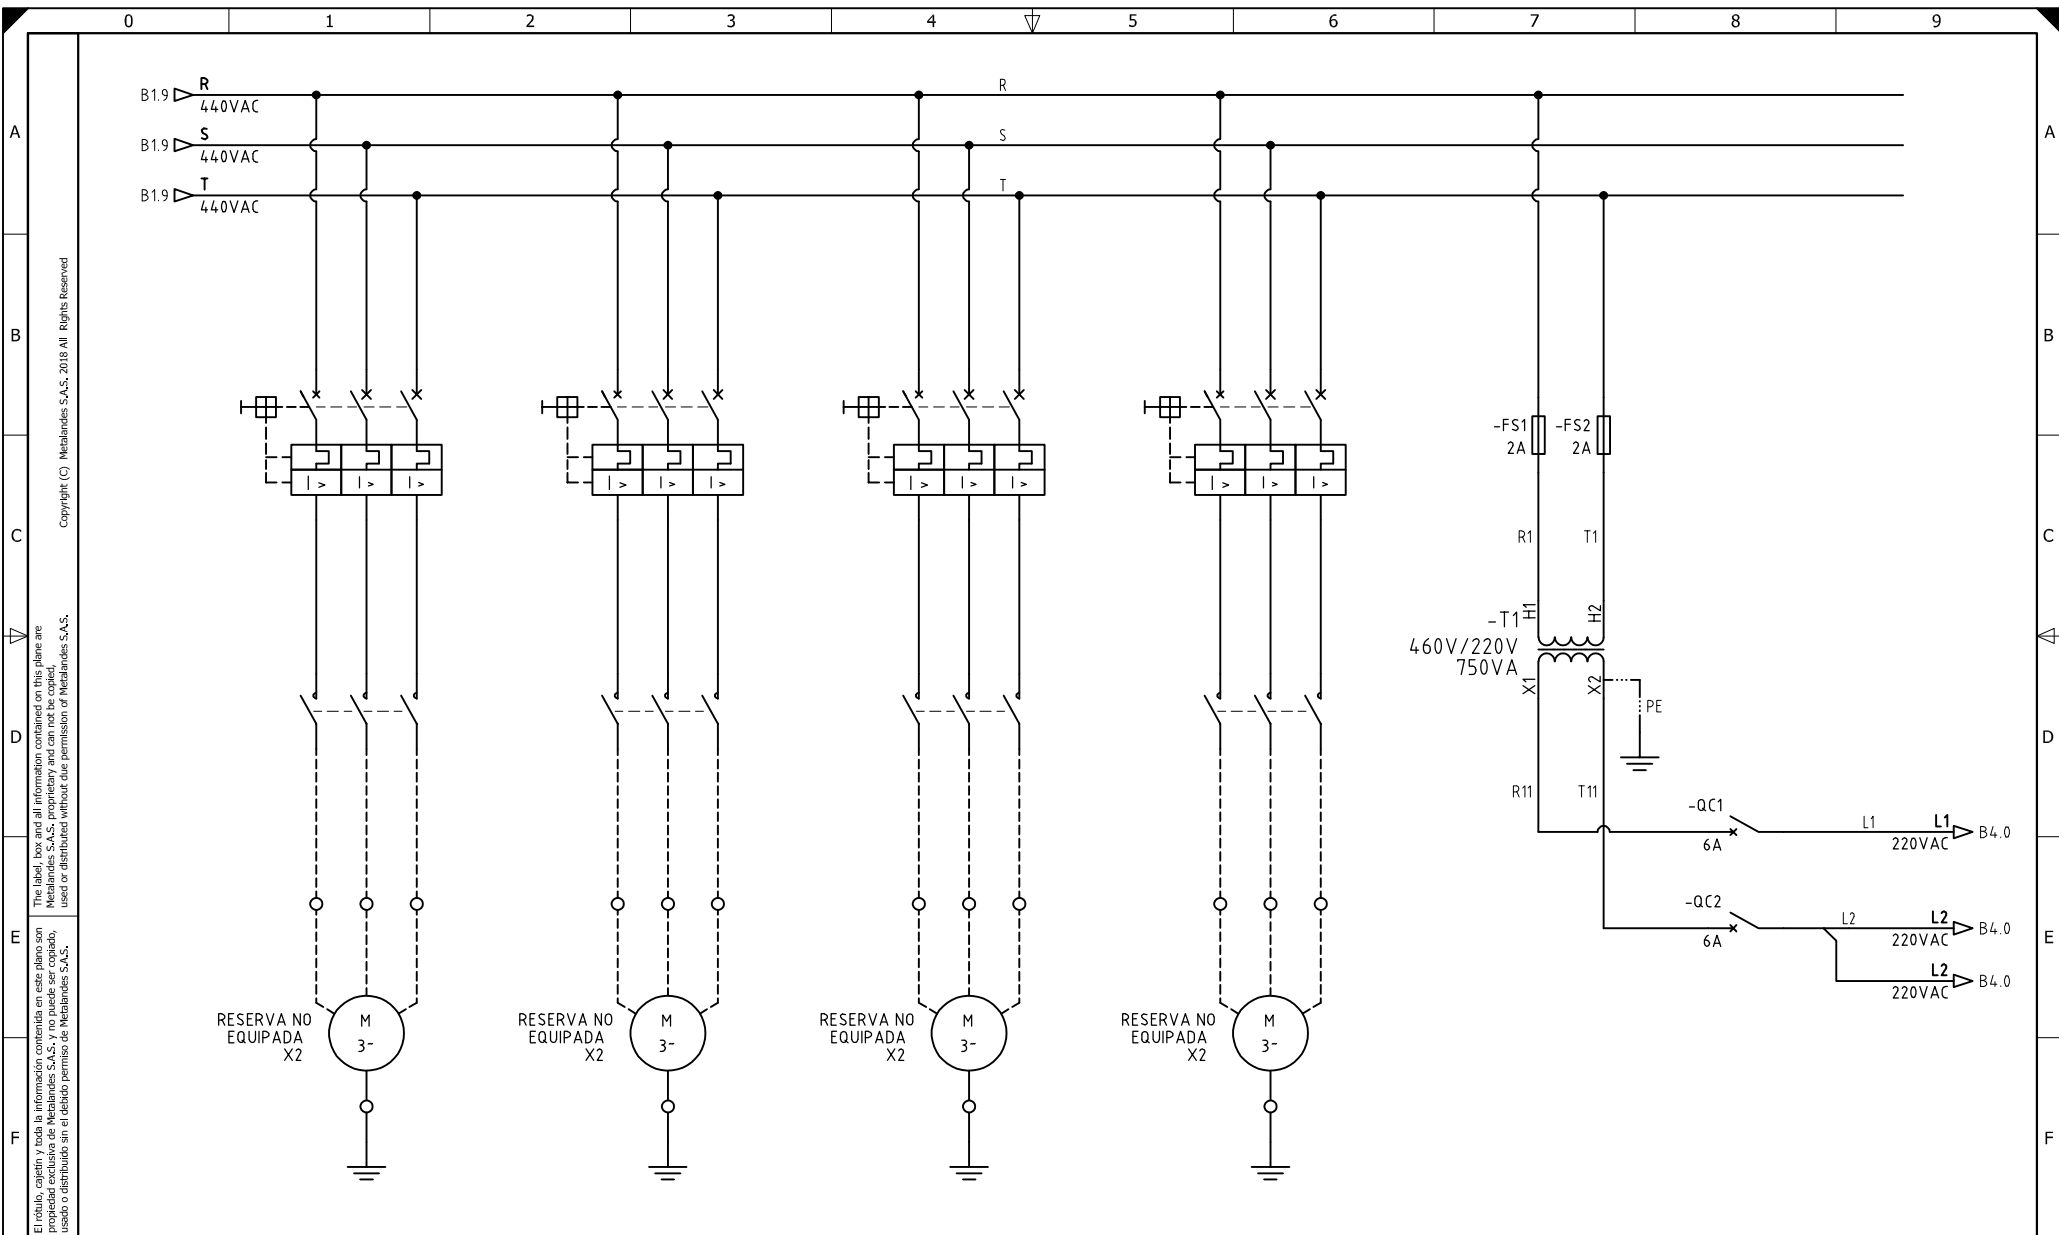 0 1 2 3 4 5 6 7 8 9
A A
B B
C C
D D
E E
F F
B1.9 R R
440VAC
B1.9 S S
440VAC
B1.9 T T
440VAC
I > I > I >
I > I > I >
I > I > I >
I > I > I >
-FS1 -FS2
2A 2A
R1 T1
H1 H2
-T1
460V/220V
750VA
X1 X2
PE
R11 T11
-QC1
6A
L1 L1 B4.0
220VAC
-QC2
6A
L2 L2 B4.0
220VAC
L2 B4.0
220VAC
RESERVA NO
EQUIPADA
X2
M
3~
RESERVA NO
EQUIPADA
X2
M
3~
RESERVA NO
EQUIPADA
X2
M
3~
RESERVA NO
EQUIPADA
X2
M
3~
Copyright (C) Metalandes S.A.S. 2018 All Rights Reserved
The label, box and all information contained on this plane are
Metalandes S.A.S. proprietary and can not be copied,
used or distributed without due permission of Metalandes S.A.S.
El rótulo, cajetín y toda la información contenida en este plano son
propiedad exclusiva de Metalandes S.A.S. y no puede ser copiado,
usado o distribuido sin el debido permiso de Metalandes S.A.S.